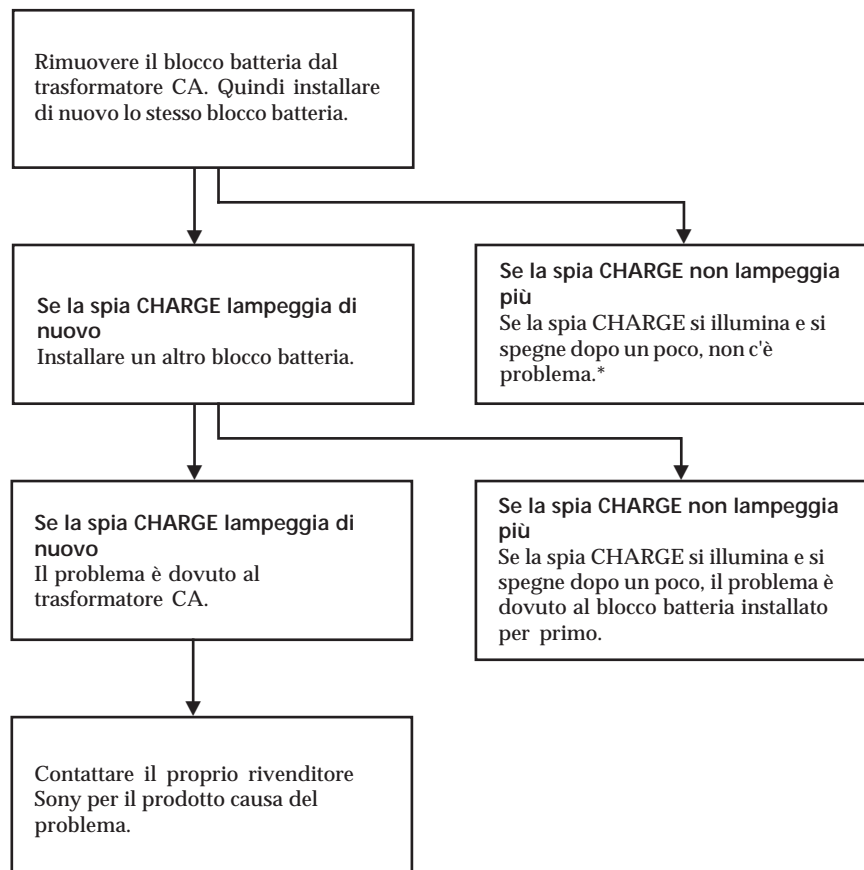 Rimuovere il blocco batteria dal
trasformatore CA. Quindi installare
di nuovo lo stesso blocco batteria.
Se la spia CHARGE lampeggia di
nuovo
Installare un altro blocco batteria.
Se la spia CHARGE non lampeggia
più
Se la spia CHARGE si illumina e si
spegne dopo un poco, non c'è
problema.*
Se la spia CHARGE lampeggia di
nuovo
Il problema è dovuto al
trasformatore CA.
Se la spia CHARGE non lampeggia
più
Se la spia CHARGE si illumina e si
spegne dopo un poco, il problema è
dovuto al blocco batteria installato
per primo.
Contattare il proprio rivenditore
Sony per il prodotto causa del
problema.